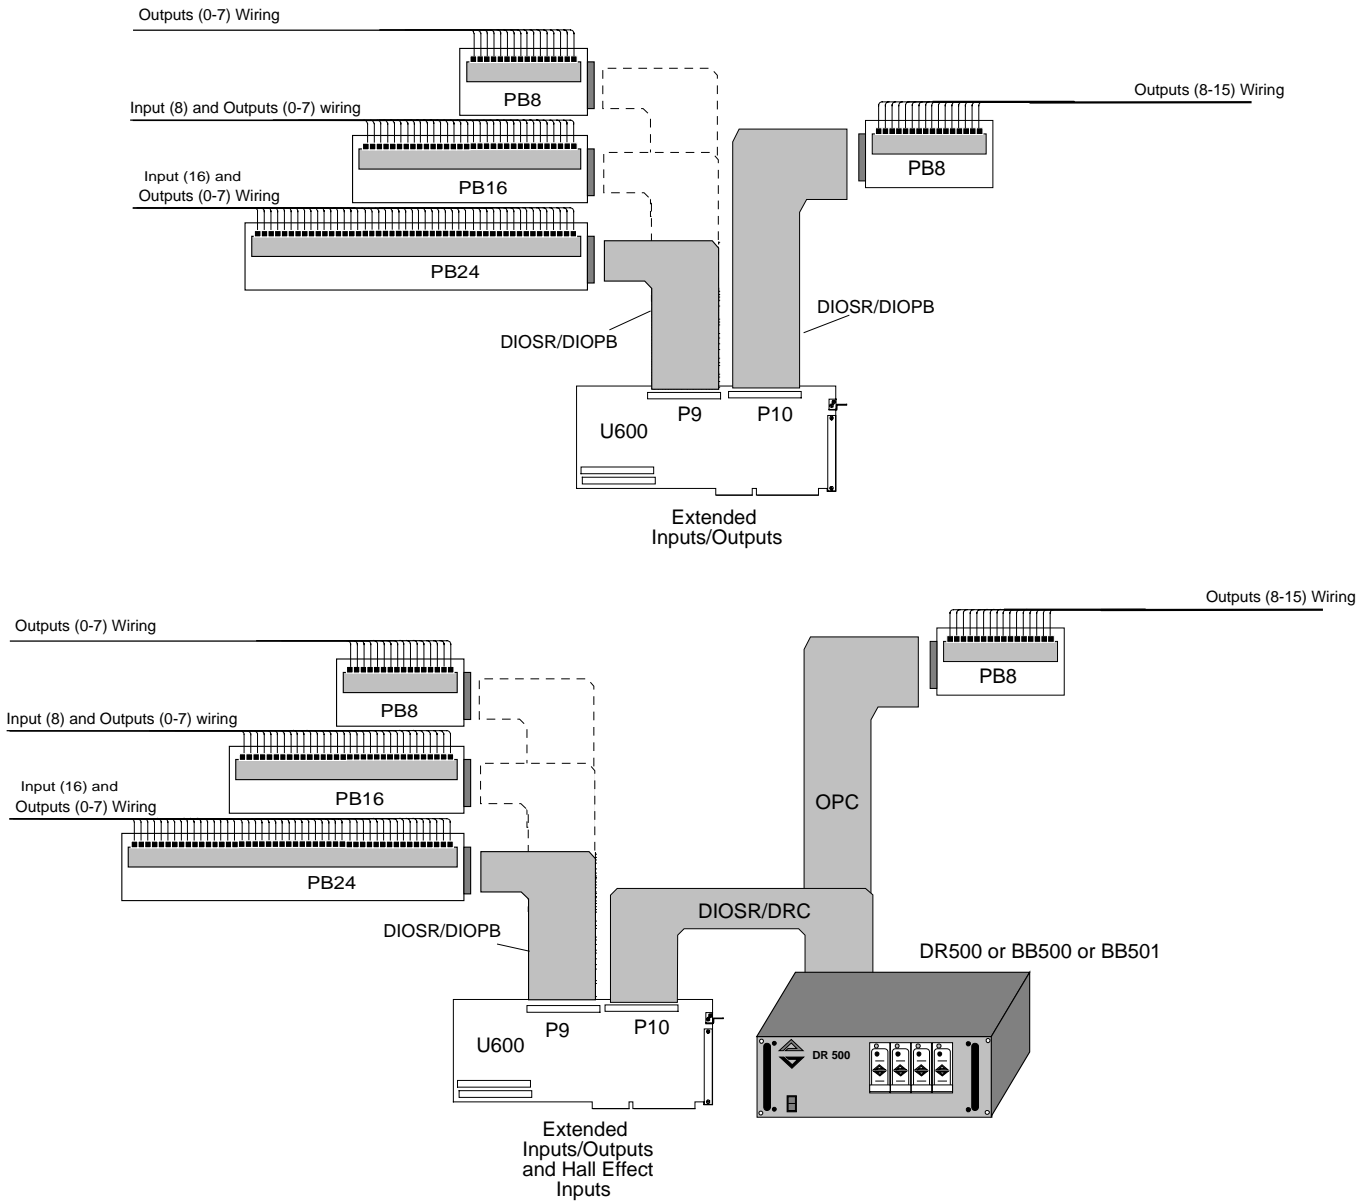 Outputs (0-7) Wiring
PB8
Input (8) and Outputs (0-7) wiring
PB16
Input (16) and
Outputs (0-7) Wiring
PB24
Outputs (8-15) Wiring
PB8
DIOSR/DIOPB
DIOSR/DIOPB
P9
P10
U600
Extended
Inputs/Outputs
Outputs (0-7) Wiring
PB8
Input (8) and Outputs (0-7) wiring
PB16
Input (16) and
Outputs (0-7) Wiring
PB24
Outputs (8-15) Wiring
PB8
OPC
DIOSR/DRC
DIOSR/DIOPB
DR500 or BB500 or BB501
P9
P10
U600
DR 500
Extended
Inputs/Outputs
and Hall Effect
Inputs